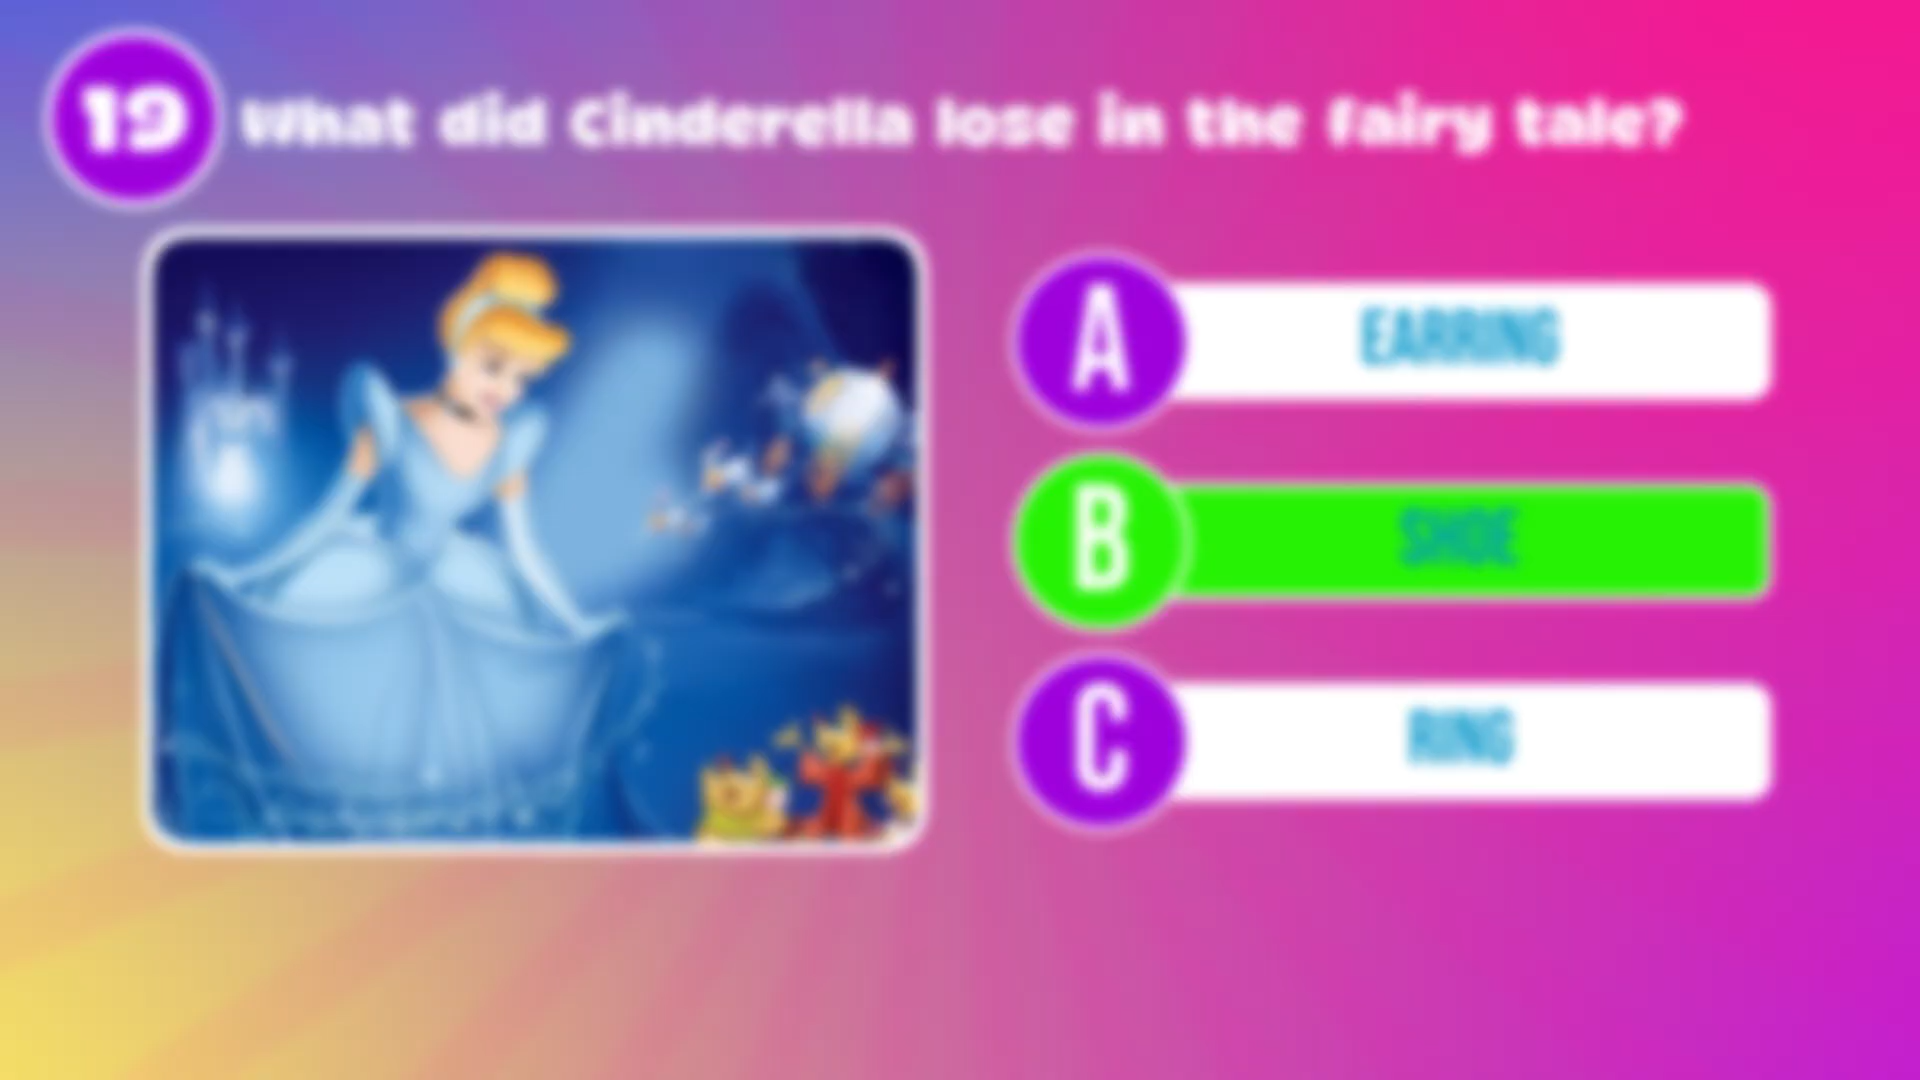 19 What did Cinderella lose in the fairy tale?
A EARRING
B SHOE
C RING